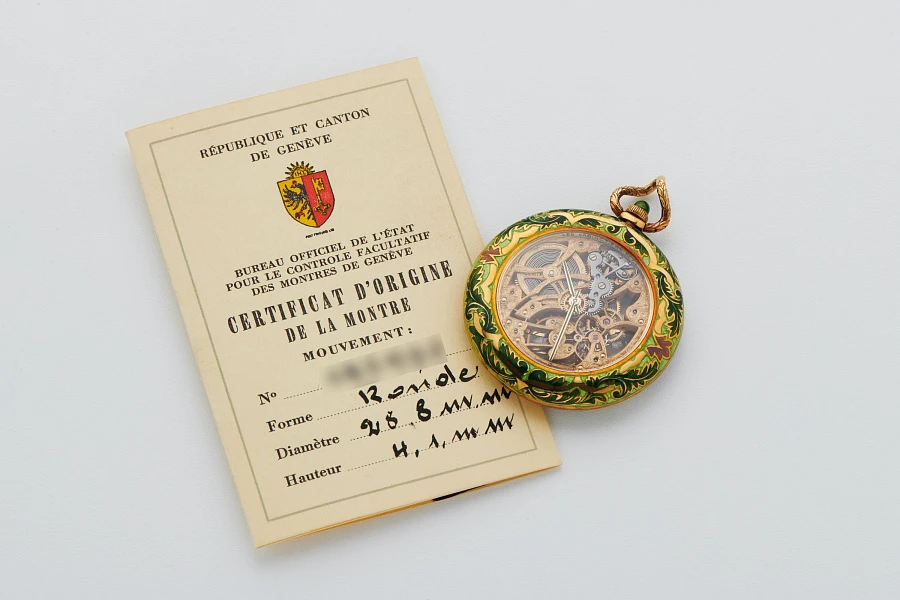 RÉPUBLIQUE ET CANTON
DE GENÈVE
BUREAU OFFICIEL DE L'ÉTAT
POUR LE CONTROLE FACULTATIF
DES MONTRES DE GENÈVE
CERTIFICAT D'ORIGINE
DE LA MONTRE
MOUVEMENT:
No
Forme Ronde
Diamètre 28.8 mm
Hauteur 4,1 mm